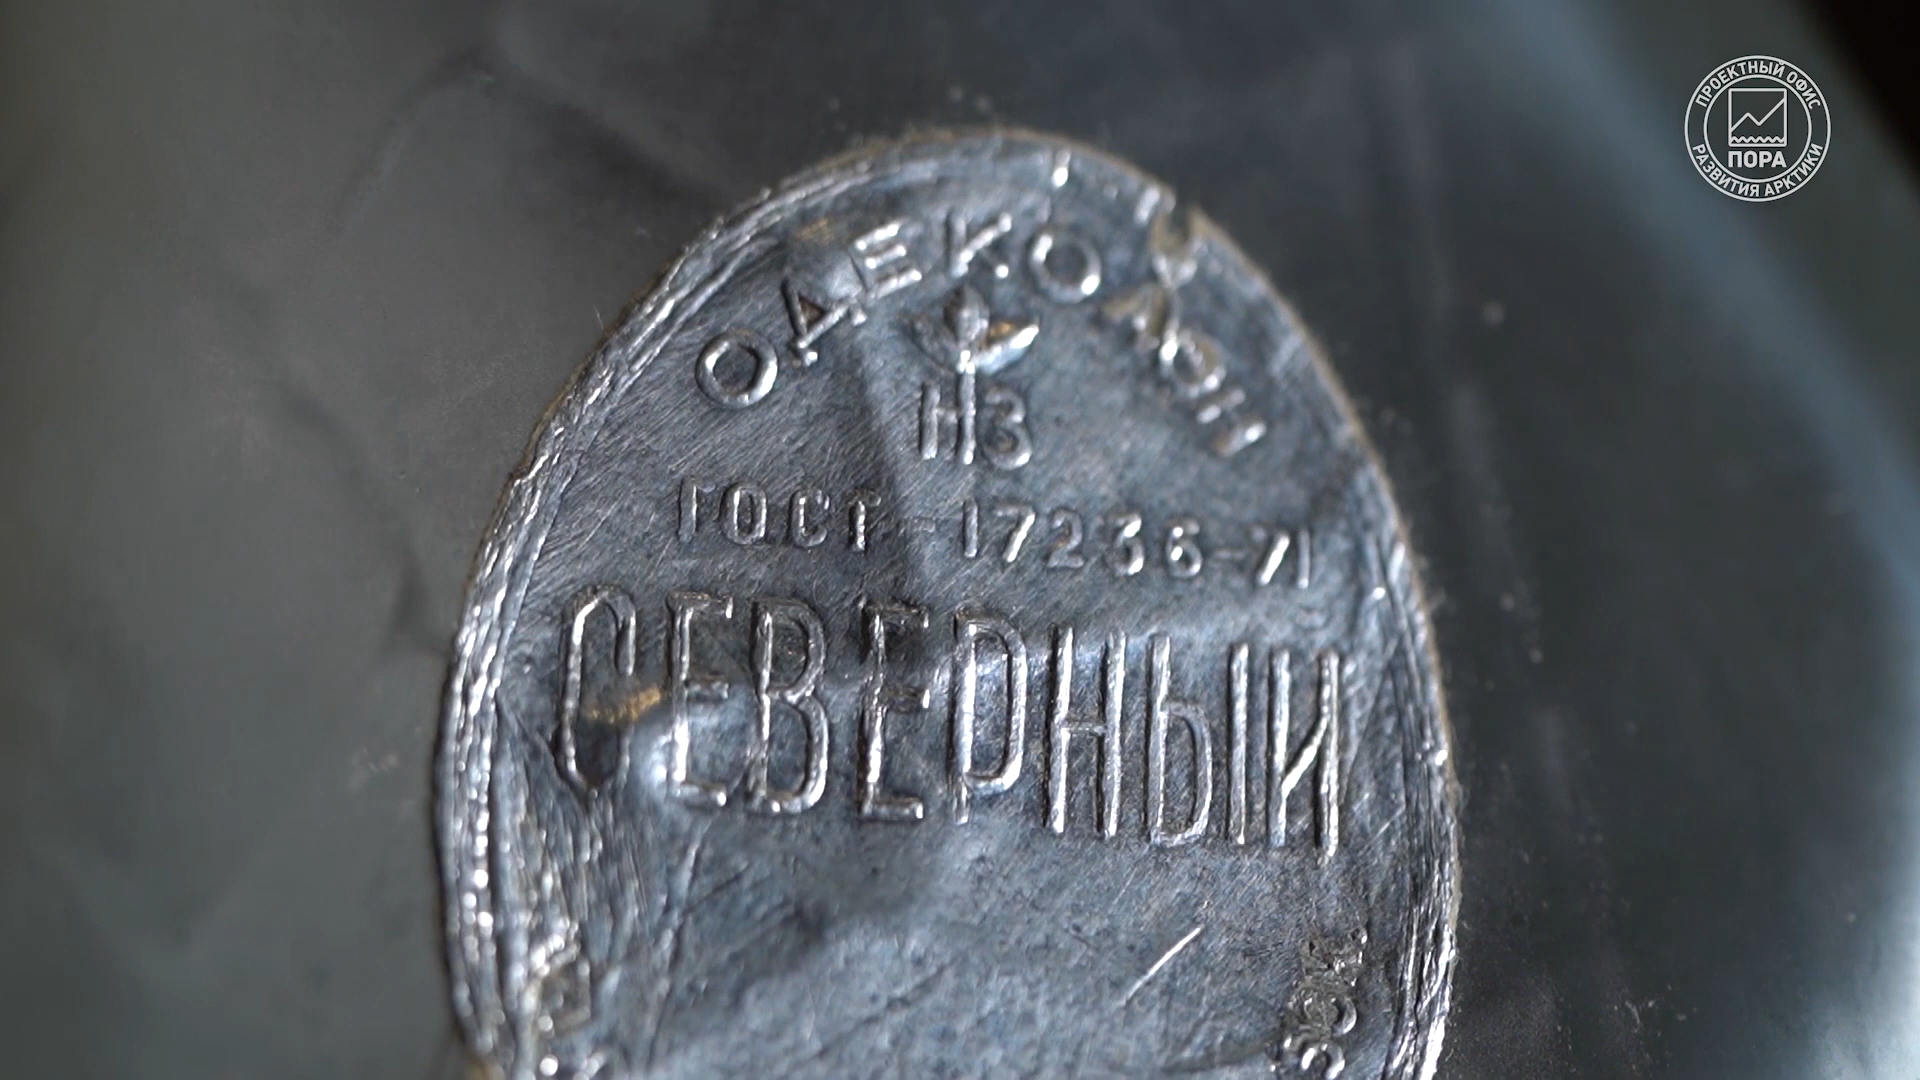 ОДЕКОЛОН
НЗ
ГОСТ-17236-71
СЕВЕРНЫЙ
ПРОЕКТНЫЙ ОФИС
ПОРА
РАЗВИТИЯ АРКТИКИ